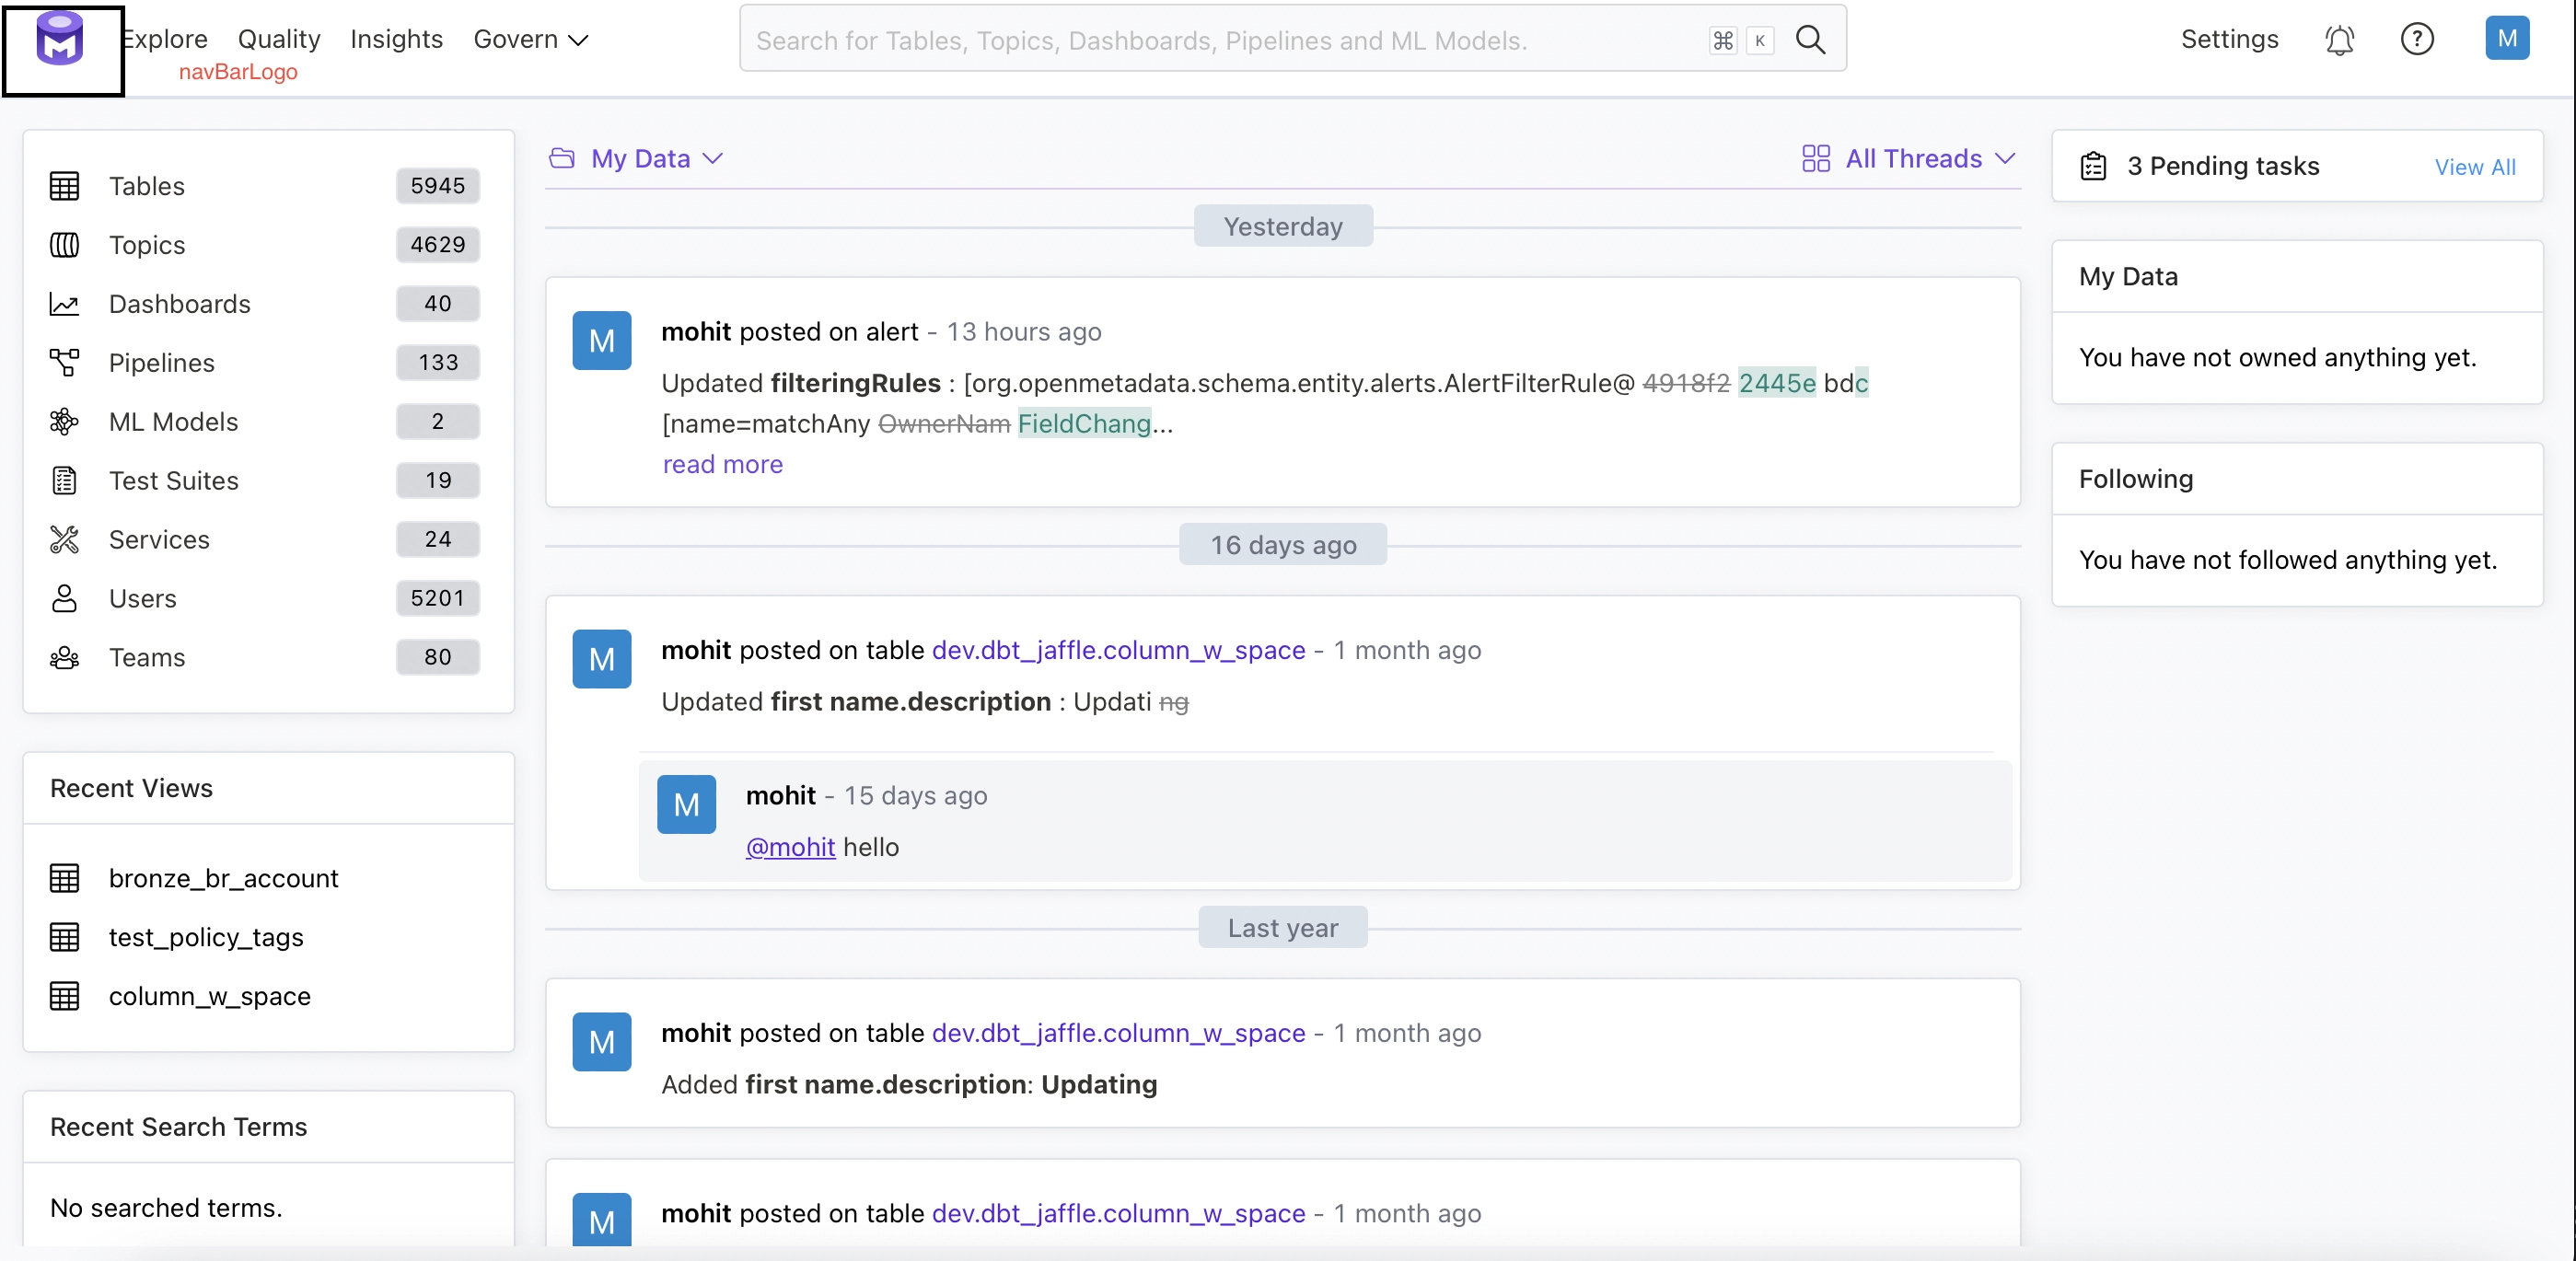 Explore Quality Insights Govern
navBarLogo
Search for Tables, Topics, Dashboards, Pipelines and ML Models. ⌘ K
Settings ? M
Tables 5945
Topics 4629
Dashboards 40
Pipelines 133
ML Models 2
Test Suites 19
Services 24
Users 5201
Teams 80
Recent Views
bronze_br_account
test_policy_tags
column_w_space
Recent Search Terms
No searched terms.
My Data All Threads
Yesterday
M mohit posted on alert - 13 hours ago
Updated filteringRules : [org.openmetadata.schema.entity.alerts.AlertFilterRule@ 4918f2 2445e bdc
[name=matchAny OwnerNam FieldChang...
read more
16 days ago
M mohit posted on table dev.dbt_jaffle.column_w_space - 1 month ago
Updated first name.description : Updati ng
M mohit - 15 days ago
@mohit hello
Last year
M mohit posted on table dev.dbt_jaffle.column_w_space - 1 month ago
Added first name.description: Updating
M mohit posted on table dev.dbt_jaffle.column_w_space - 1 month ago
3 Pending tasks View All
My Data
You have not owned anything yet.
Following
You have not followed anything yet.